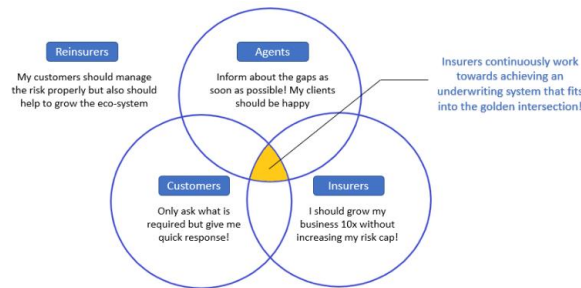 Reinsurers
My customers should manage
the risk properly but also should
help to grow the eco-system
Agents
Inform about the gaps as
soon as possible! My clients
should be happy
Insurers continuously work
towards achieving an
underwriting system that fits
into the golden intersection!
Customers
Only ask what is
required but give me
quick response!
Insurers
I should grow my
business 10x without
increasing my risk cap!